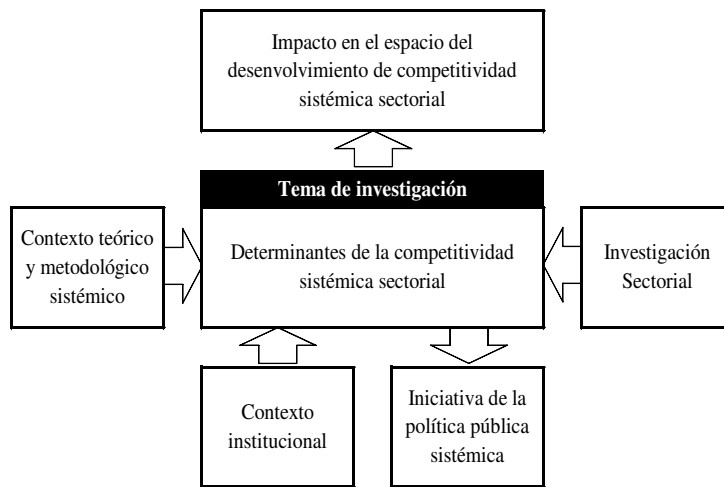 Impacto en el espacio del
desenvolvimiento de competitividad
sistémica sectorial
Tema de investigación
Contexto teórico
y metodológico
sistémico
Determinantes de la competitividad
sistémica sectorial
Investigación
Sectorial
Contexto
institucional
Iniciativa de la
política pública
sistémica